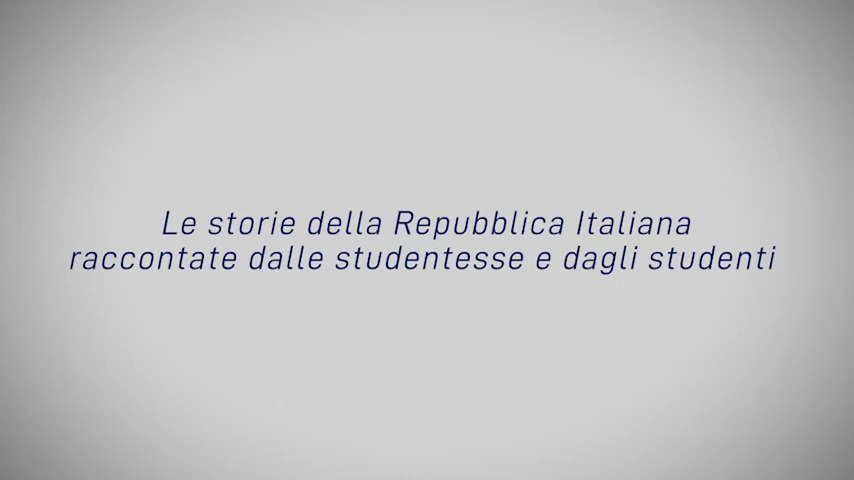 Le storie della Repubblica Italiana
raccontate dalle studentesse e dagli studenti